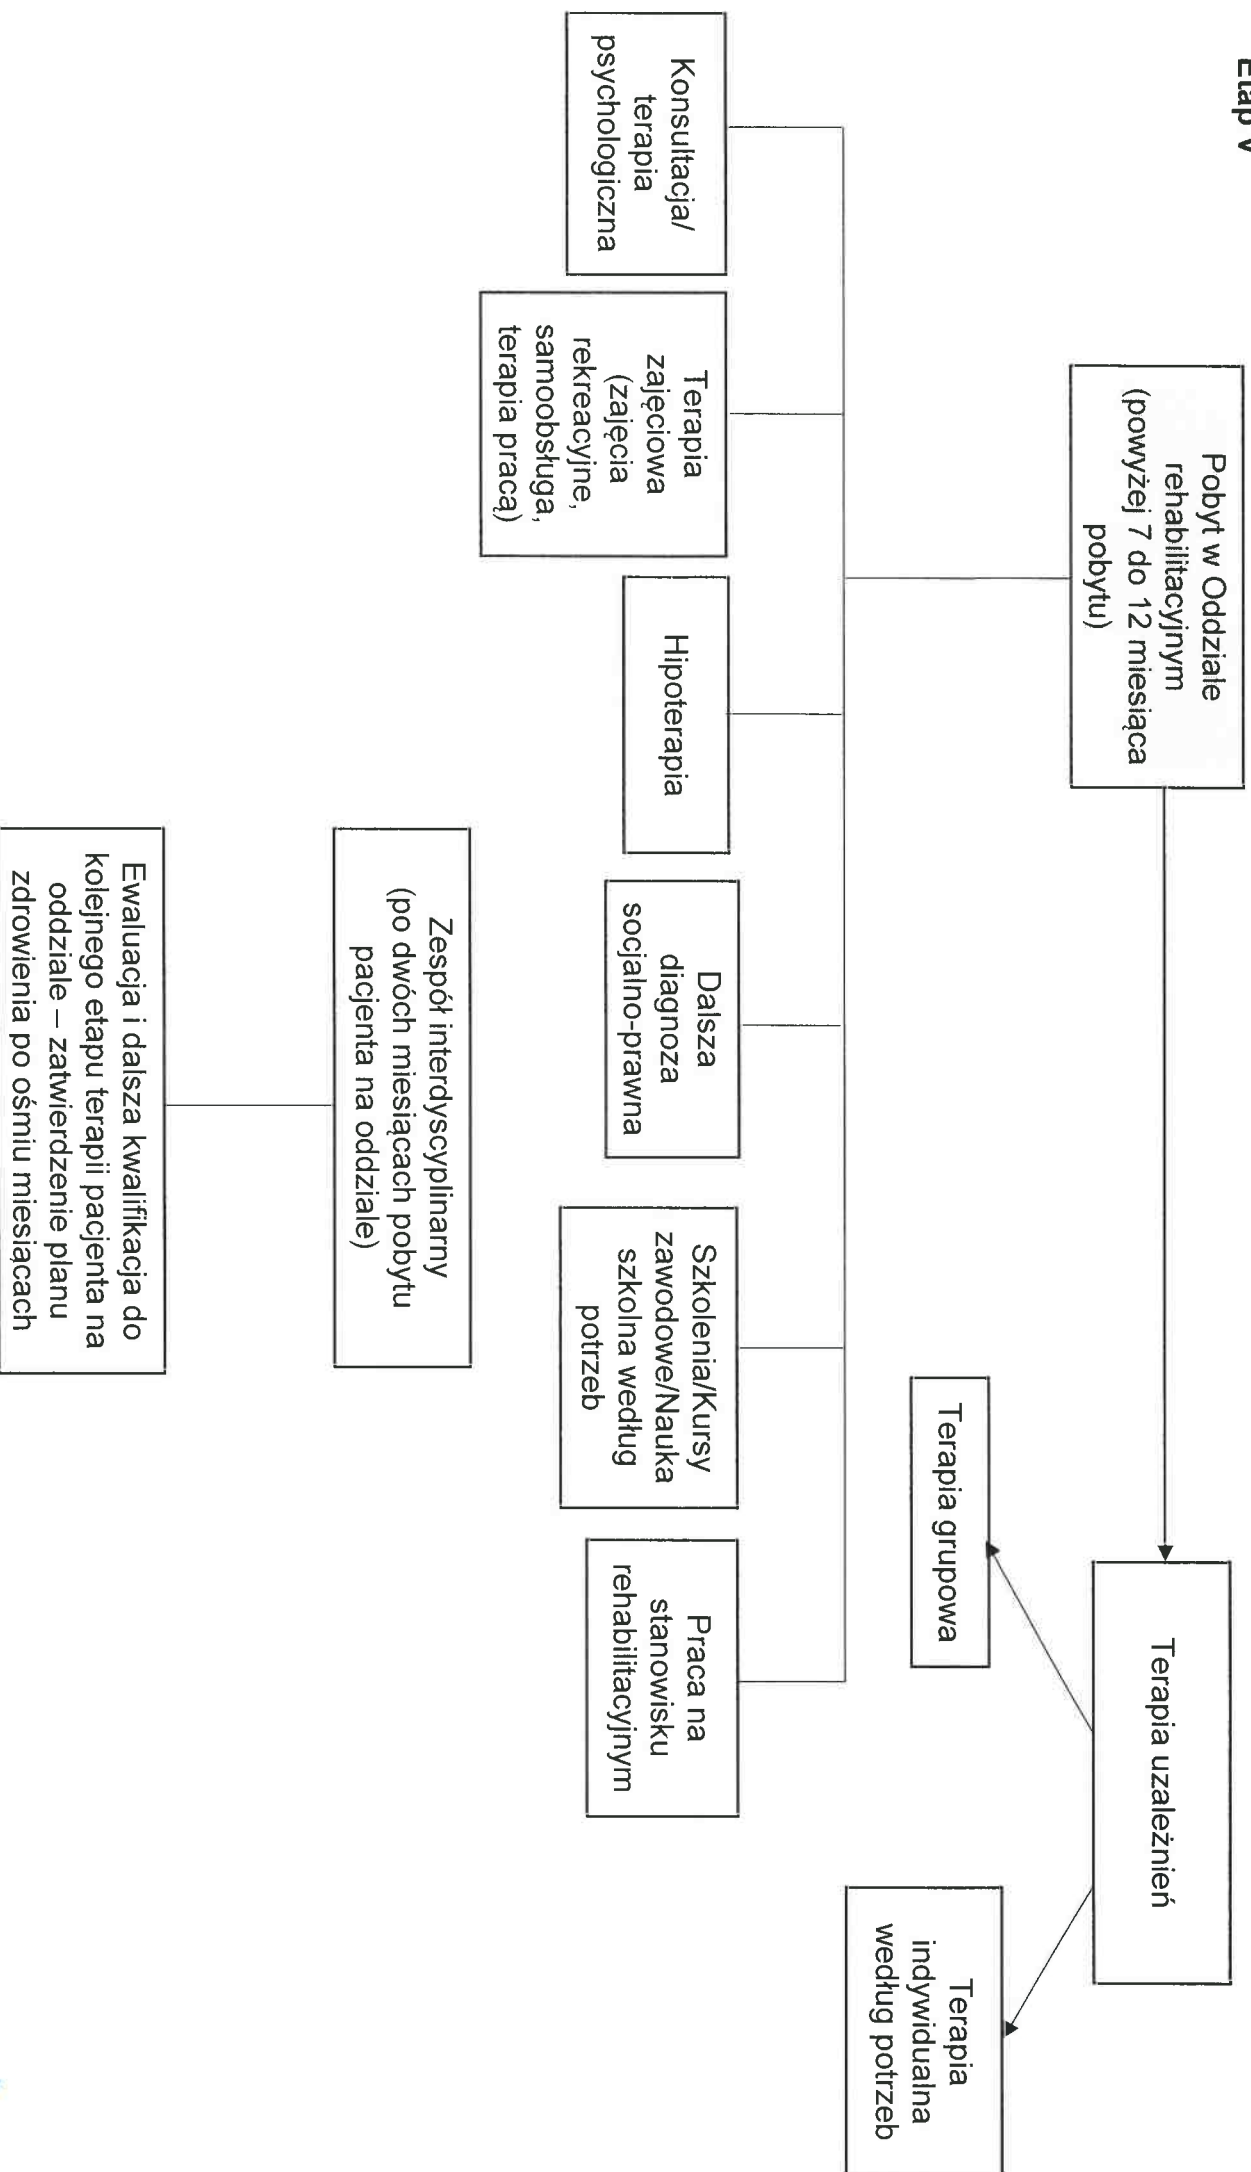 Etap V
Pobyt w Oddziale
rehabilitacyjnym
(powyżej 7 do 12 miesiąca
pobytu)
Terapia uzależnień
Terapia grupowa
Terapia
indywidualna
według potrzeb
Konsultacja/
terapia
psychologiczna
Terapia
zajęciowa
(zajęcia
rekreacyjne,
samoobsługa,
terapia pracą)
Hipoterapia
Dalsza
diagnoza
socjalno-prawna
Szkolenia/Kursy
zawodowe/Nauka
szkolna według
potrzeb
Praca na
stanowisku
rehabilitacyjnym
Zespół interdyscyplinarny
(po dwóch miesiącach pobytu
pacjenta na oddziale)
Ewaluacja i dalsza kwalifikacja do
kolejnego etapu terapii pacjenta na
oddziale – zatwierdzenie planu
zdrowienia po ośmiu miesiącach